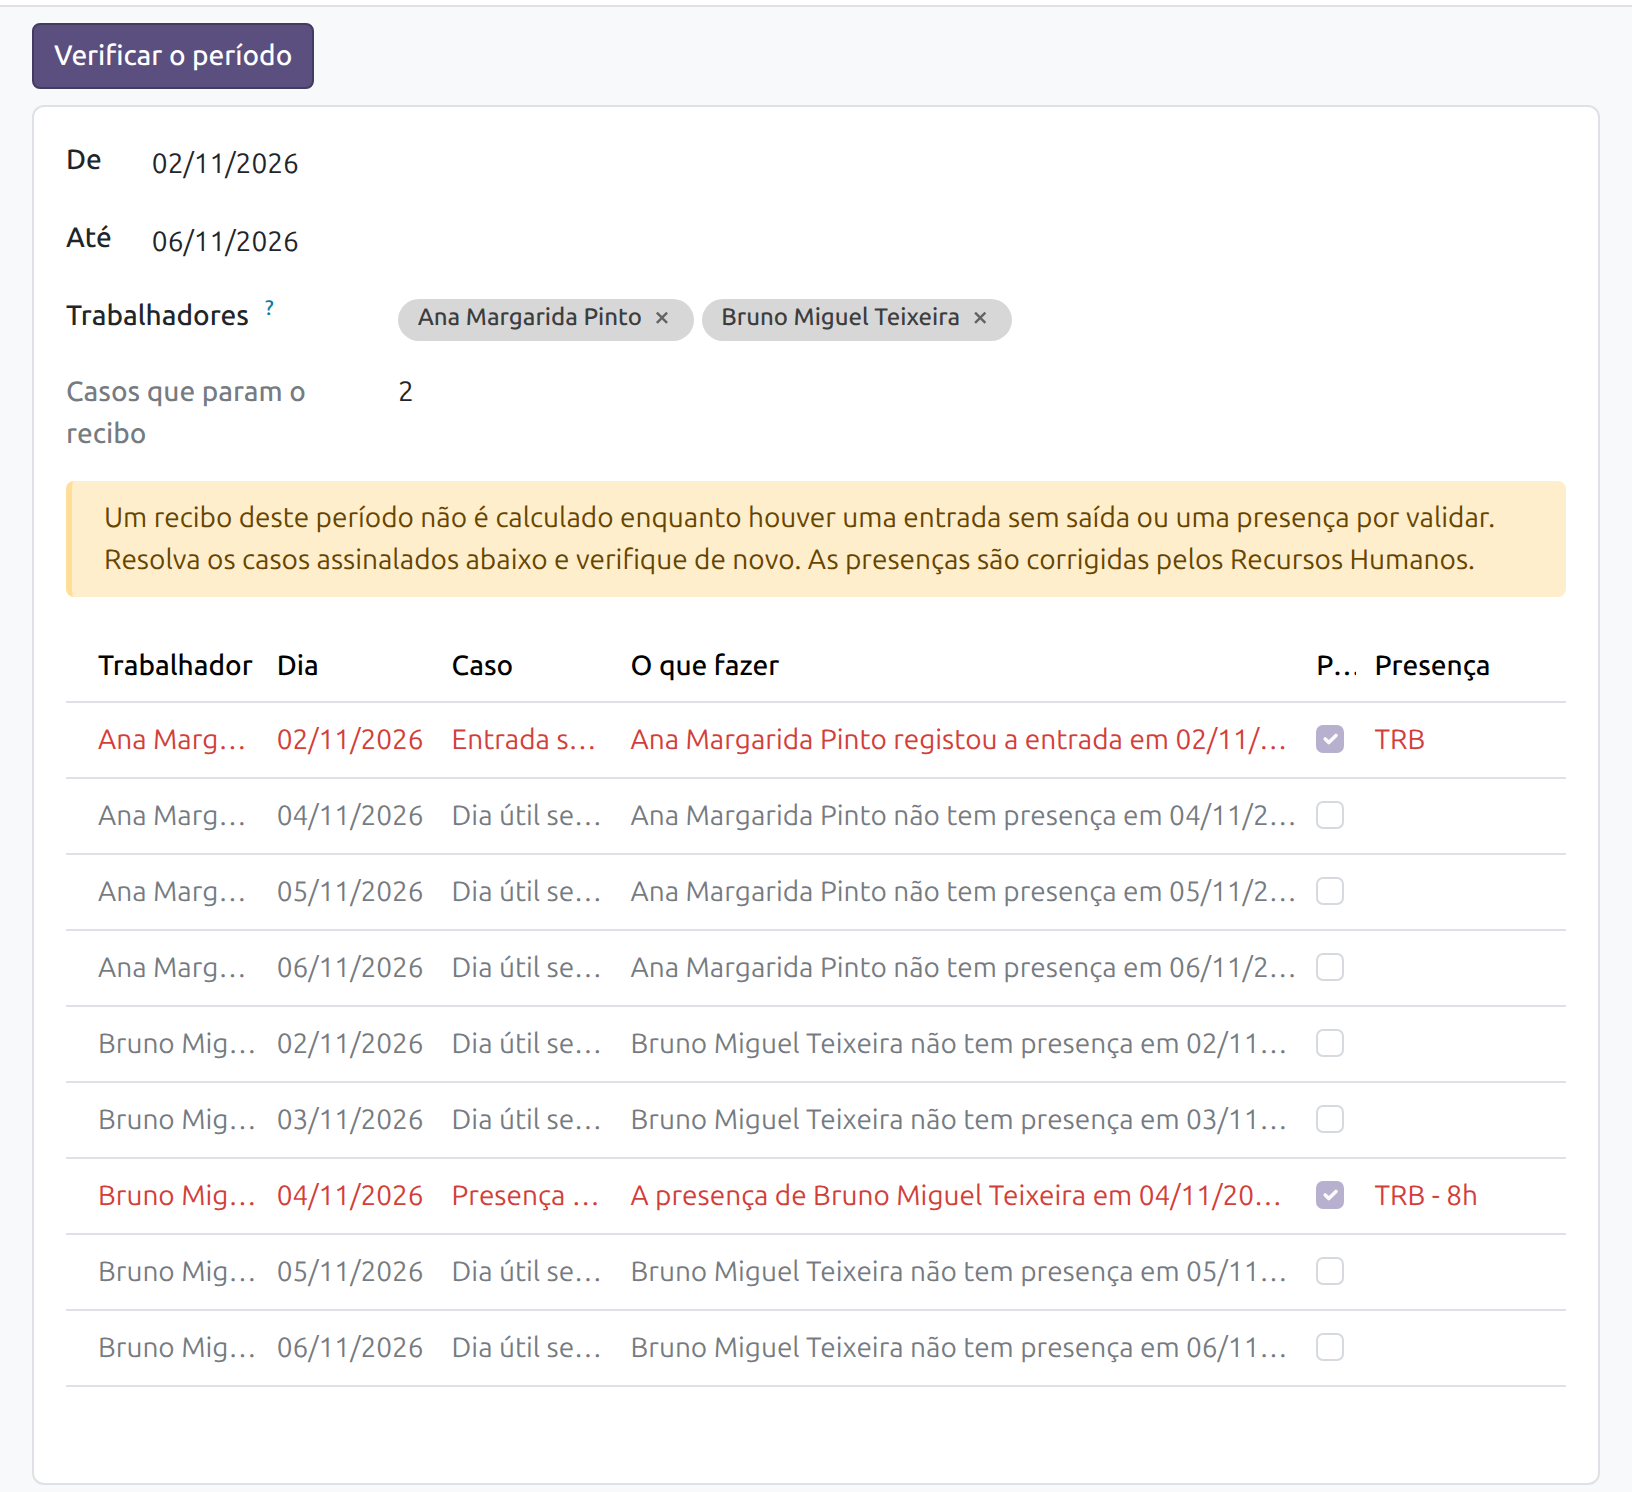 Verificar o período
De 02/11/2026
Até 06/11/2026
Trabalhadores ? Ana Margarida Pinto × Bruno Miguel Teixeira ×
Casos que param o 2
recibo
Um recibo deste período não é calculado enquanto houver uma entrada sem saída ou uma presença por validar.
Resolva os casos assinalados abaixo e verifique de novo. As presenças são corrigidas pelos Recursos Humanos.
Trabalhador Dia Caso O que fazer P... Presença
Ana Marg... 02/11/2026 Entrada s... Ana Margarida Pinto registou a entrada em 02/11/... TRB
Ana Marg... 04/11/2026 Dia útil se... Ana Margarida Pinto não tem presença em 04/11/2...
Ana Marg... 05/11/2026 Dia útil se... Ana Margarida Pinto não tem presença em 05/11/2...
Ana Marg... 06/11/2026 Dia útil se... Ana Margarida Pinto não tem presença em 06/11/2...
Bruno Mig... 02/11/2026 Dia útil se... Bruno Miguel Teixeira não tem presença em 02/11...
Bruno Mig... 03/11/2026 Dia útil se... Bruno Miguel Teixeira não tem presença em 03/11...
Bruno Mig... 04/11/2026 Presença ... A presença de Bruno Miguel Teixeira em 04/11/20... TRB - 8h
Bruno Mig... 05/11/2026 Dia útil se... Bruno Miguel Teixeira não tem presença em 05/11...
Bruno Mig... 06/11/2026 Dia útil se... Bruno Miguel Teixeira não tem presença em 06/11...